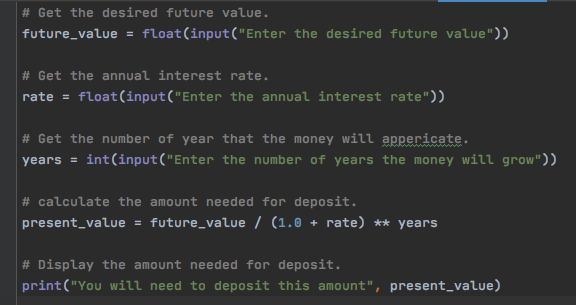 # Get the desired future value.
future_value = float(input("Enter the desired future value"))
# Get the annual interest rate.
rate = float(input("Enter the annual interest rate"))
# Get the number of year that the money will appericate.
years = int(input("Enter the number of years the money will grow"))
# calculate the amount needed for deposit.
present_value = future_value / (1.0 + rate) ** years
# Display the amount needed for deposit.
print("You will need to deposit this amount", present_value)